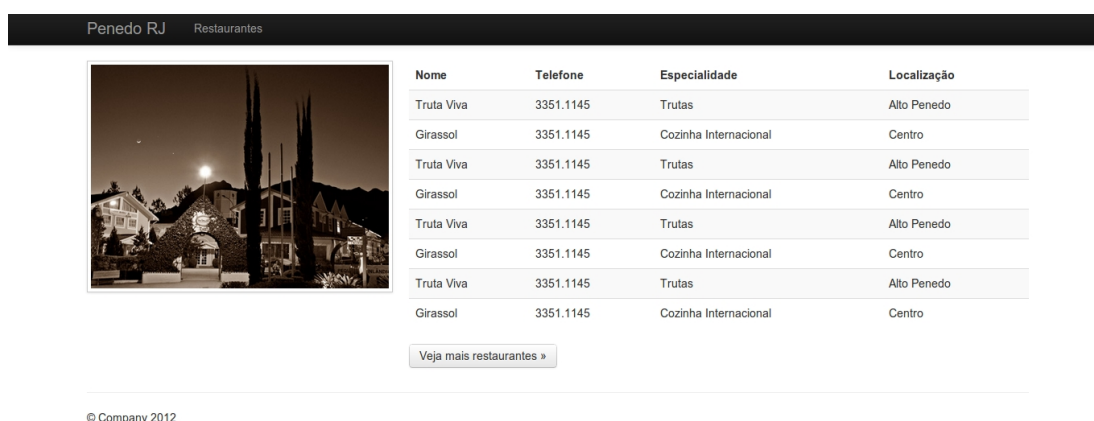 Penedo RJ Restaurantes
Nome Telefone Especialidade Localização
Truta Viva 3351.1145 Trutas Alto Penedo
Girassol 3351.1145 Cozinha Internacional Centro
Truta Viva 3351.1145 Trutas Alto Penedo
Girassol 3351.1145 Cozinha Internacional Centro
Truta Viva 3351.1145 Trutas Alto Penedo
Girassol 3351.1145 Cozinha Internacional Centro
Truta Viva 3351.1145 Trutas Alto Penedo
Girassol 3351.1145 Cozinha Internacional Centro
Veja mais restaurantes »
© Company 2012